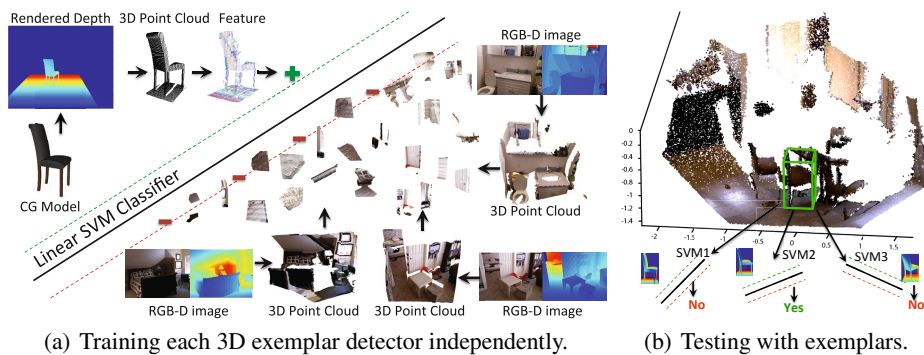 Rendered Depth
3D Point Cloud
Feature
RGB-D image
CG Model
Linear SVM Classifier
3D Point Cloud
RGB-D image
3D Point Cloud
3D Point Cloud
RGB-D image
(a) Training each 3D exemplar detector independently.
0
-0.2
-0.4
-0.6
-0.8
-1
-1.2
-1.4
-2
-1.5
-1
-0.5
0
0.5
1
1.5
SVM1
SVM2
SVM3
No
Yes
No
(b) Testing with exemplars.